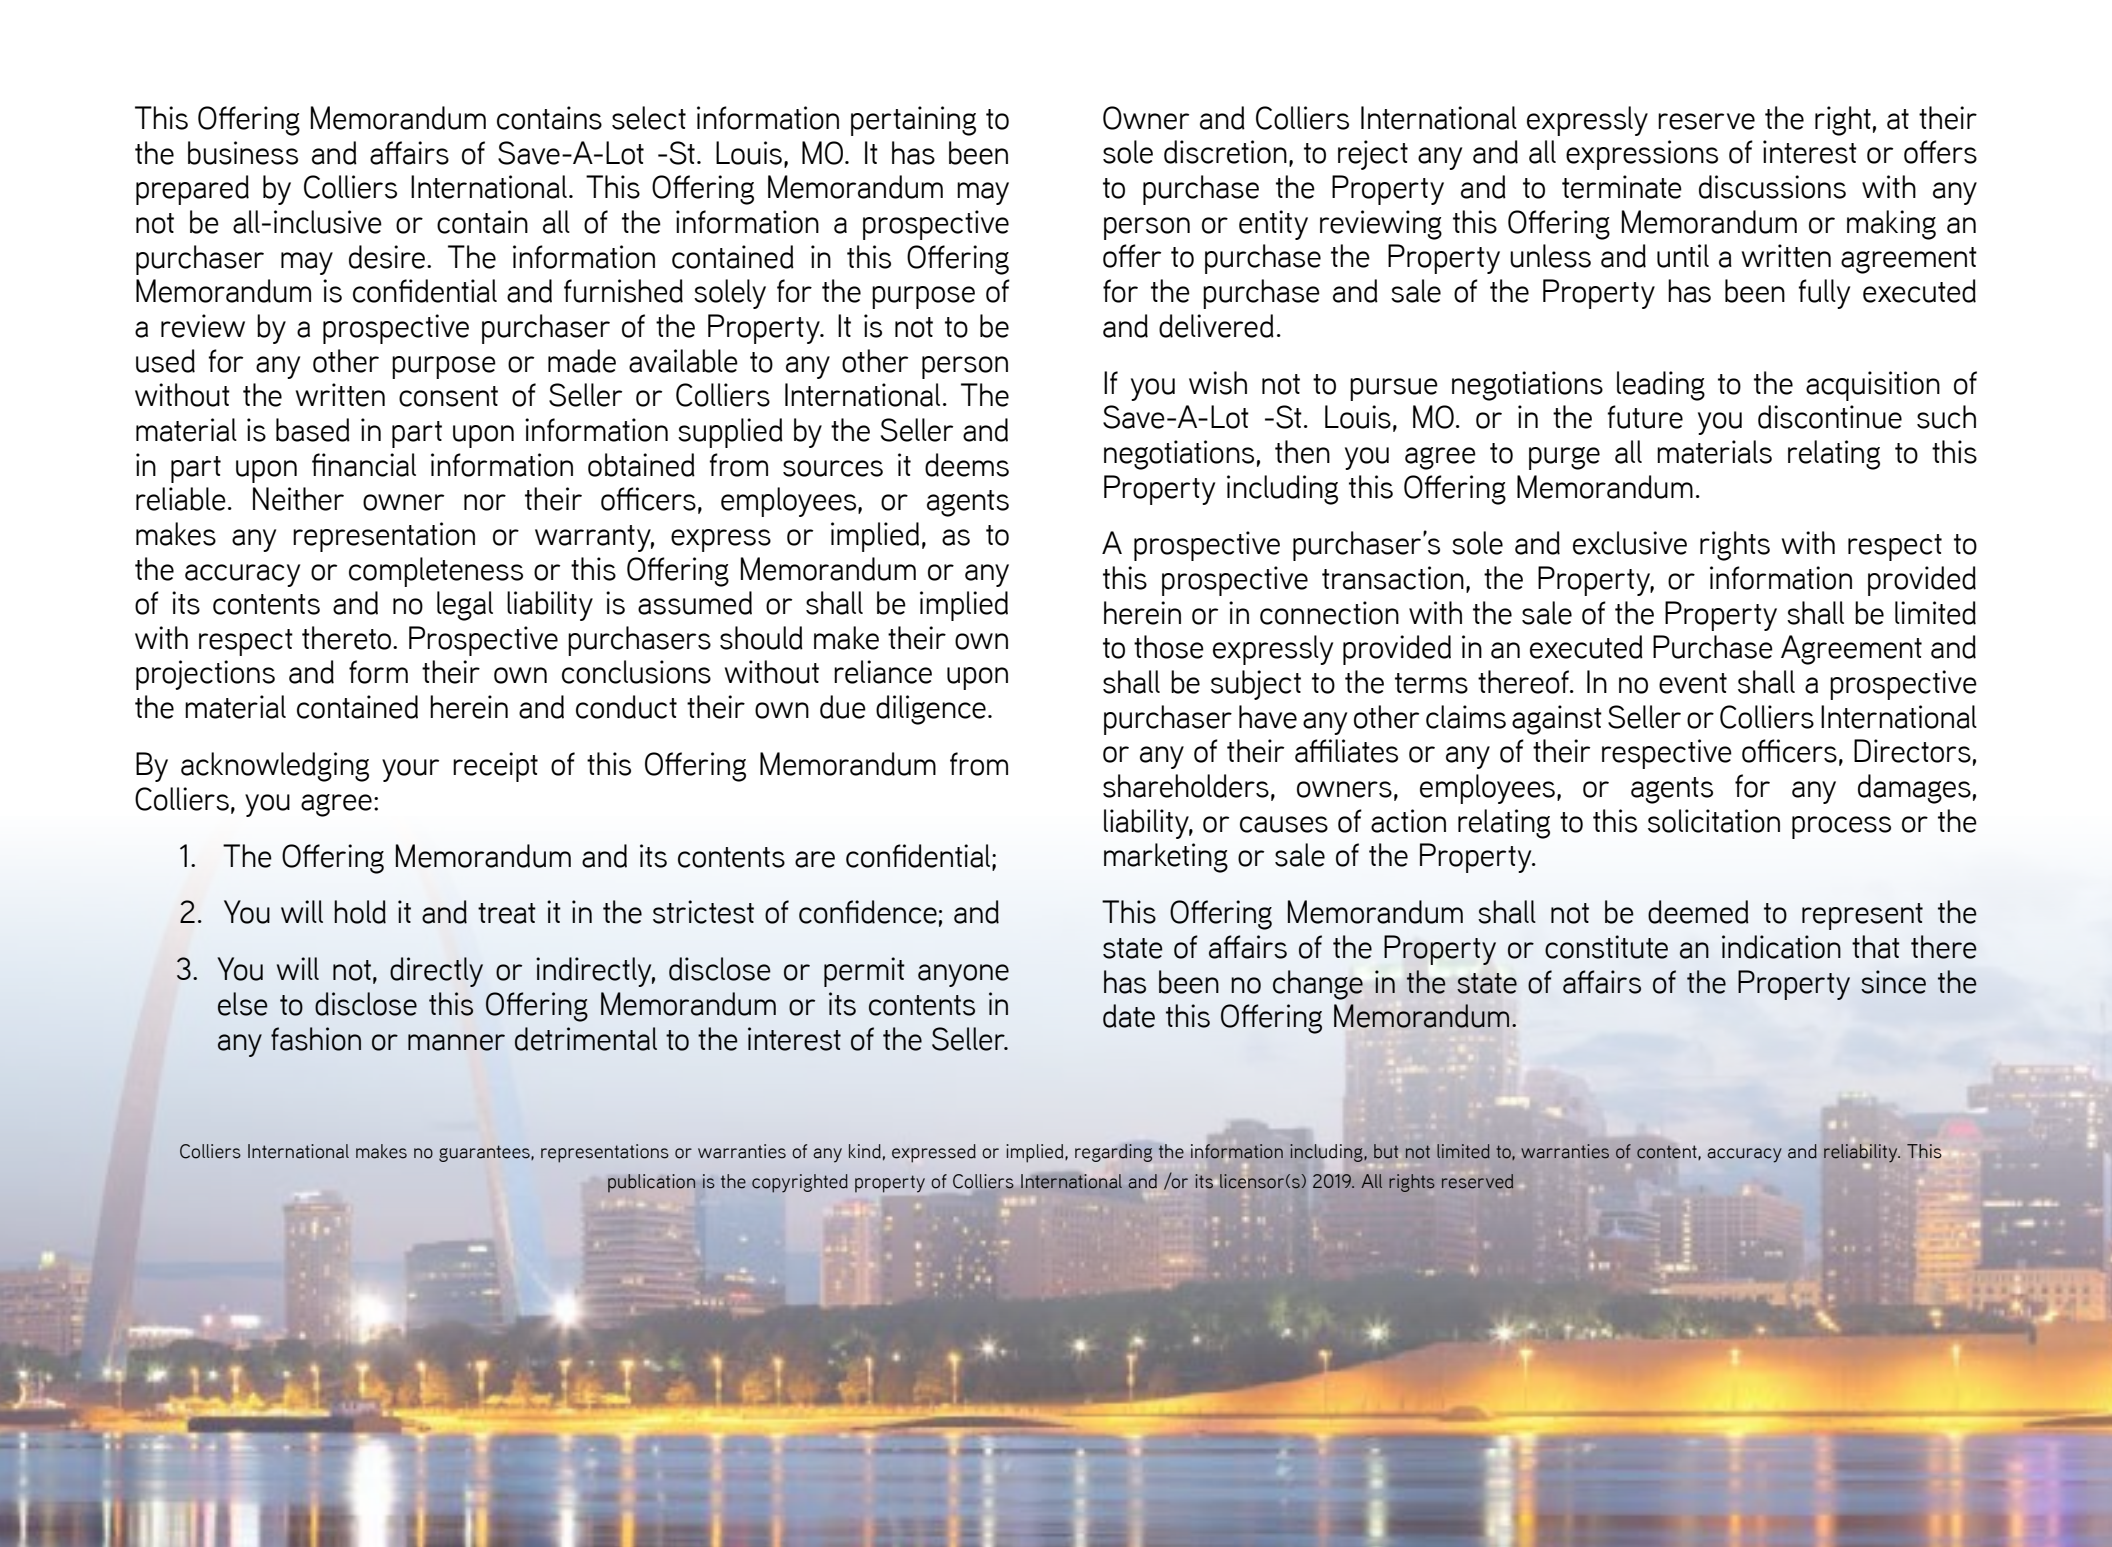 This Offering Memorandum contains select information pertaining to
the business and affairs of Save-A-Lot -St. Louis, MO. It has been
prepared by Colliers International. This Offering Memorandum may
not be all-inclusive or contain all of the information a prospective
purchaser may desire. The information contained in this Offering
Memorandum is confidential and furnished solely for the purpose of
a review by a prospective purchaser of the Property. It is not to be
used for any other purpose or made available to any other person
without the written consent of Seller or Colliers International. The
material is based in part upon information supplied by the Seller and
in part upon financial information obtained from sources it deems
reliable. Neither owner nor their officers, employees, or agents
makes any representation or warranty, express or implied, as to
the accuracy or completeness or this Offering Memorandum or any
of its contents and no legal liability is assumed or shall be implied
with respect thereto. Prospective purchasers should make their own
projections and form their own conclusions without reliance upon
the material contained herein and conduct their own due diligence.
By acknowledging your receipt of this Offering Memorandum from
Colliers, you agree:
1. The Offering Memorandum and its contents are confidential;
2. You will hold it and treat it in the strictest of confidence; and
3. You will not, directly or indirectly, disclose or permit anyone
else to disclose this Offering Memorandum or its contents in
any fashion or manner detrimental to the interest of the Seller.
Owner and Colliers International expressly reserve the right, at their
sole discretion, to reject any and all expressions of interest or offers
to purchase the Property and to terminate discussions with any
person or entity reviewing this Offering Memorandum or making an
offer to purchase the Property unless and until a written agreement
for the purchase and sale of the Property has been fully executed
and delivered.
If you wish not to pursue negotiations leading to the acquisition of
Save-A-Lot -St. Louis, MO. or in the future you discontinue such
negotiations, then you agree to purge all materials relating to this
Property including this Offering Memorandum.
A prospective purchaser's sole and exclusive rights with respect to
this prospective transaction, the Property, or information provided
herein or in connection with the sale of the Property shall be limited
to those expressly provided in an executed Purchase Agreement and
shall be subject to the terms thereof. In no event shall a prospective
purchaser have any other claims against Seller or Colliers International
or any of their affiliates or any of their respective officers, Directors,
shareholders, owners, employees, or agents for any damages,
liability, or causes of action relating to this solicitation process or the
marketing or sale of the Property.
This Offering Memorandum shall not be deemed to represent the
state of affairs of the Property or constitute an indication that there
has been no change in the state of affairs of the Property since the
date this Offering Memorandum.
Colliers International makes no guarantees, representations or warranties of any kind, expressed or implied, regarding the information including, but not limited to, warranties of content, accuracy and reliability. This
publication is the copyrighted property of Colliers International and /or its licensor(s) 2019. All rights reserved